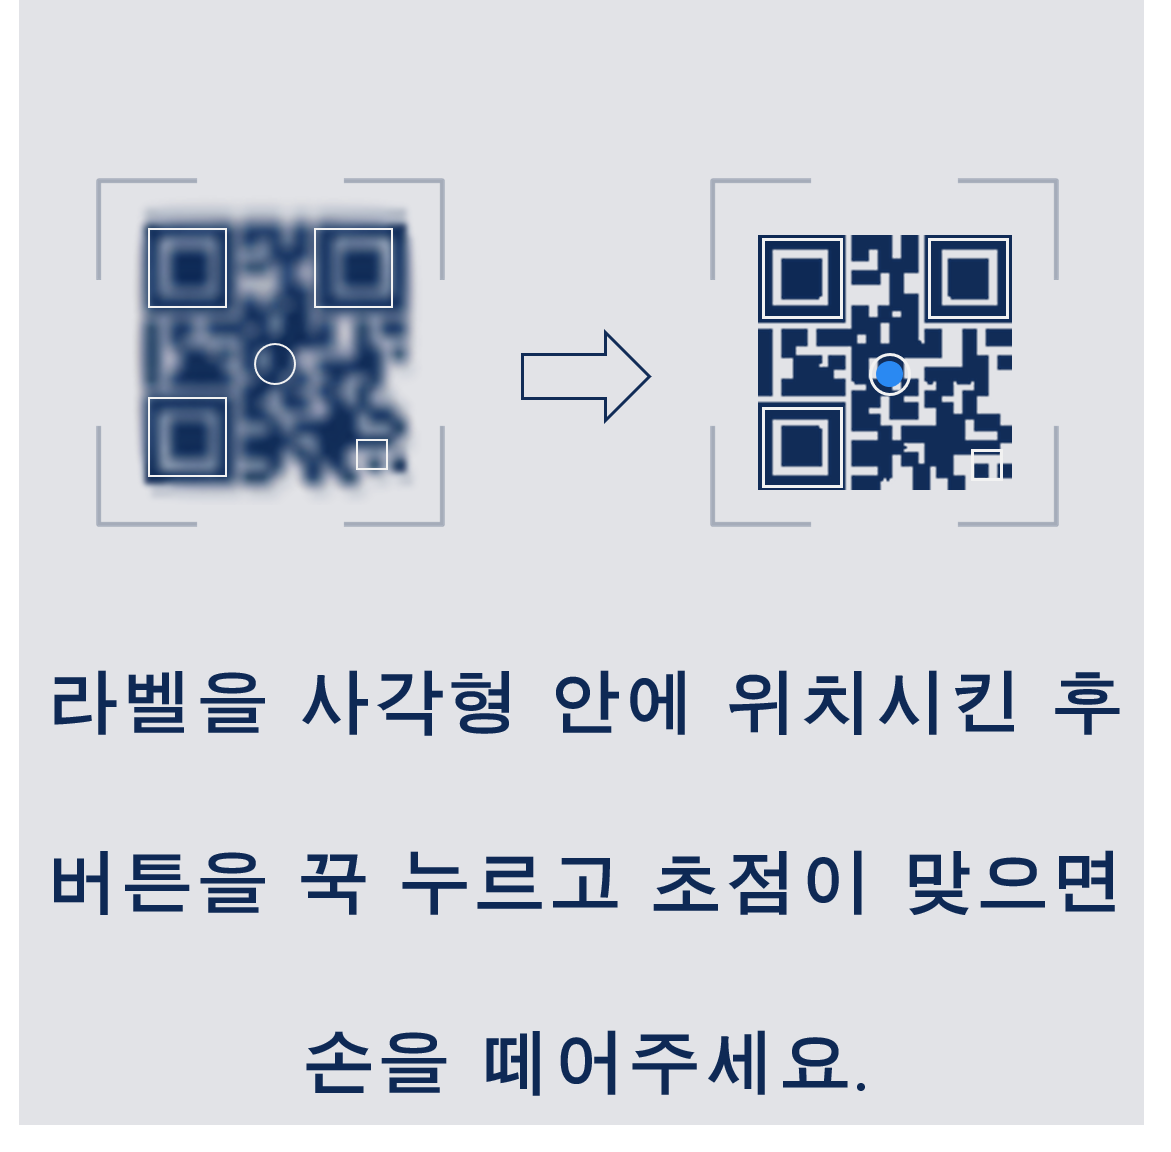 라벨을 사각형 안에 위치시킨 후
버튼을 꾹 누르고 초점이 맞으면
손을 떼어주세요.